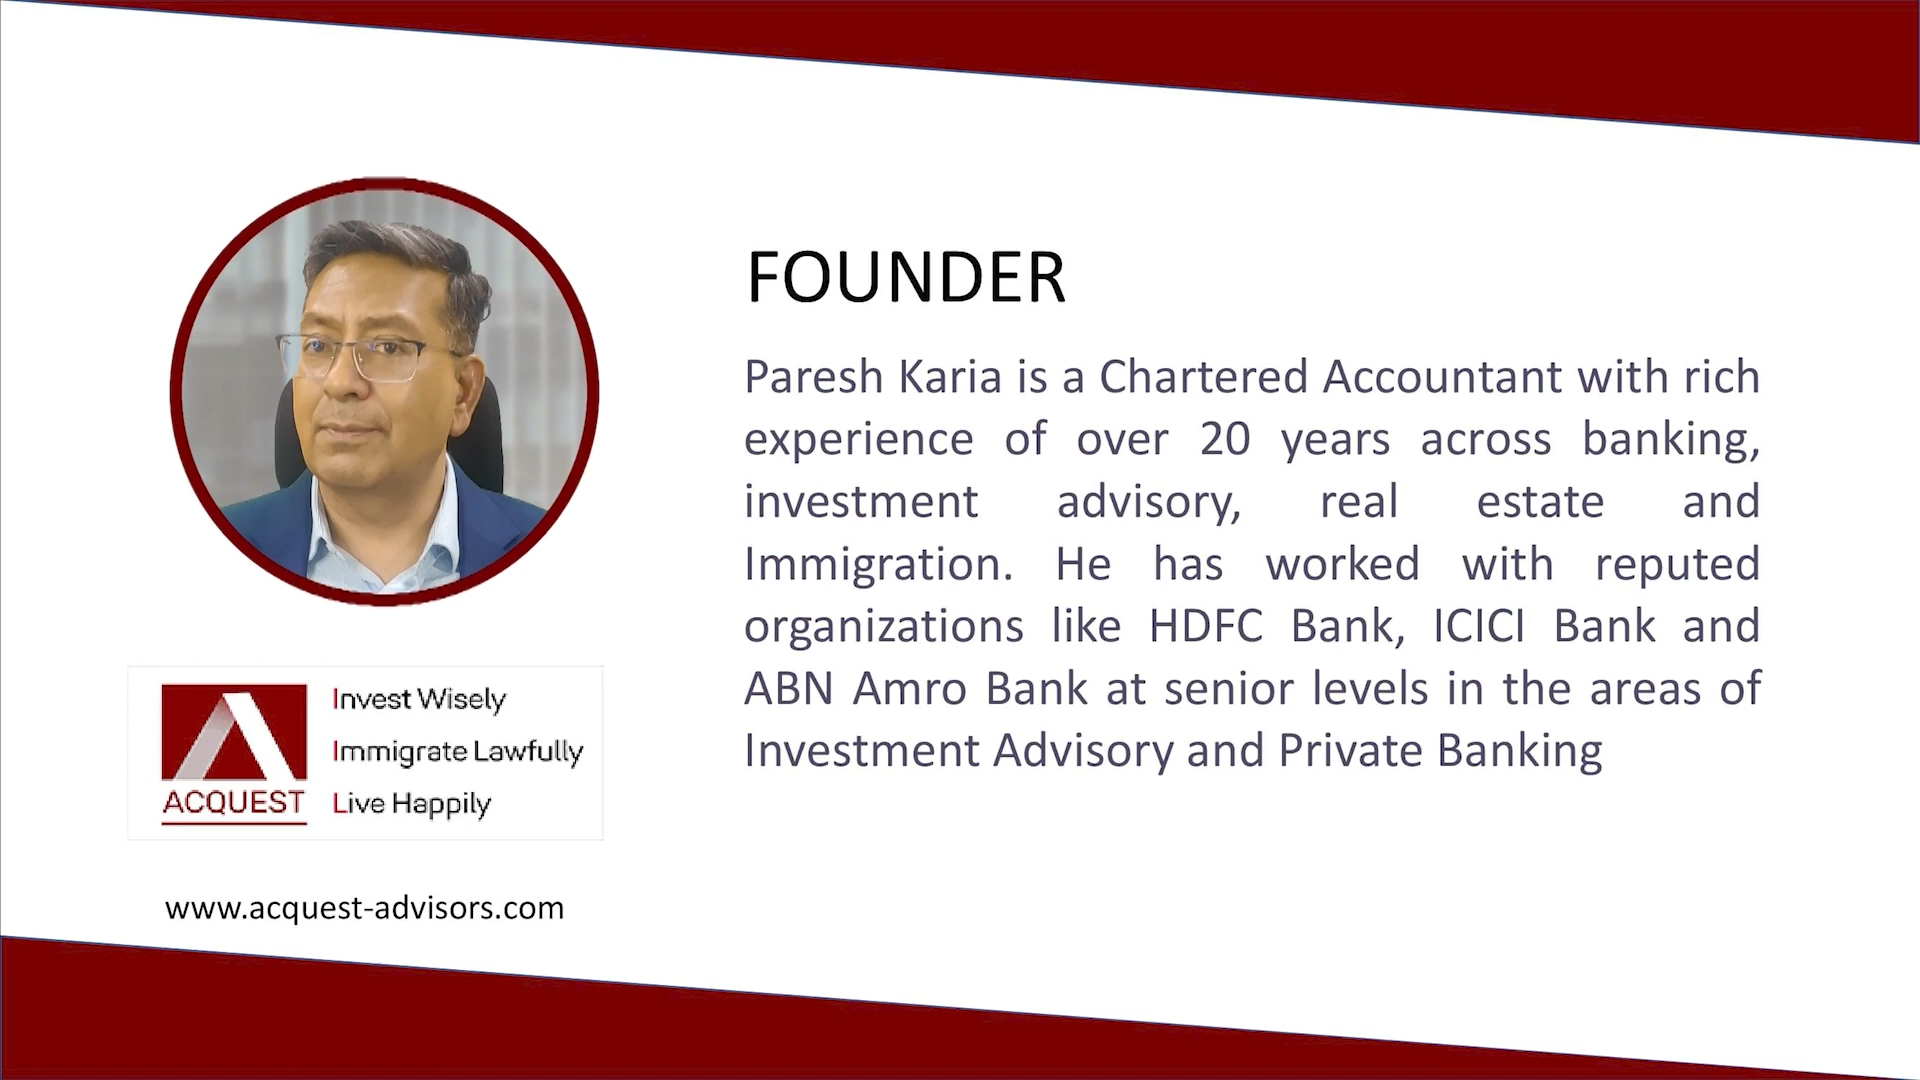 FOUNDER
Paresh Karia is a Chartered Accountant with rich
experience of over 20 years across banking,
investment advisory, real estate and
Immigration. He has worked with reputed
organizations like HDFC Bank, ICICI Bank and
ABN Amro Bank at senior levels in the areas of
Investment Advisory and Private Banking
ACQUEST
Invest Wisely
Immigrate Lawfully
Live Happily
www.acquest-advisors.com